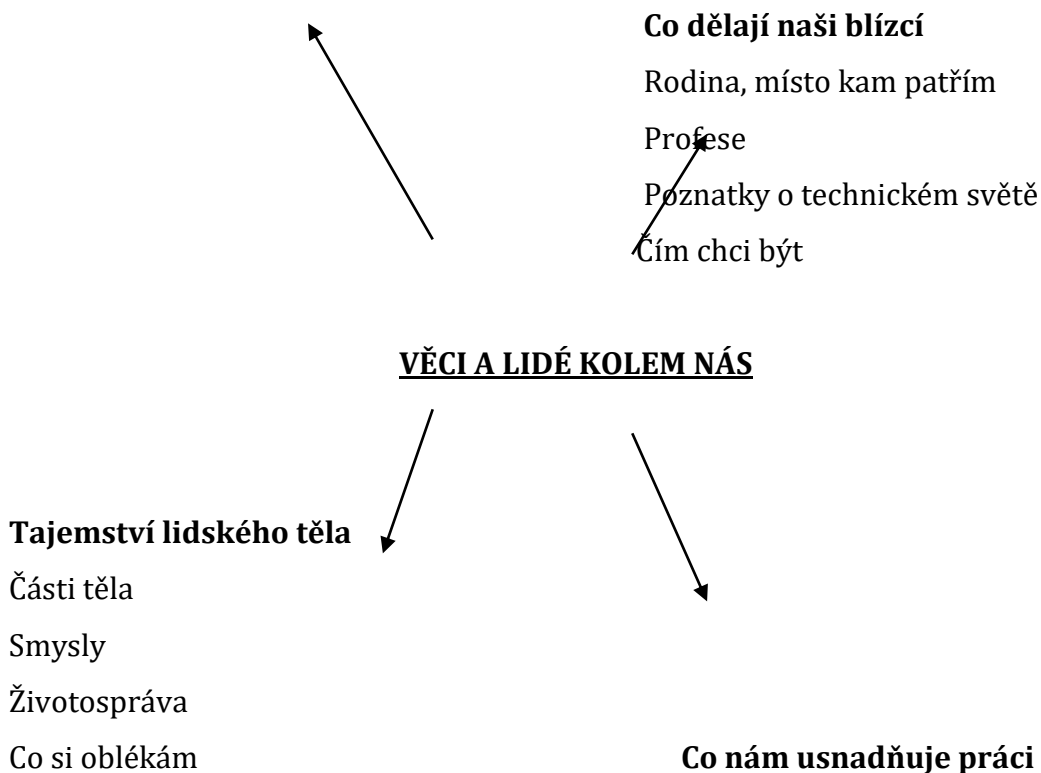 Co dělají naši blízcí
Rodina, místo kam patřím
Profese
Poznatky o technickém světě
Čím chci být
VĚCI A LIDÉ KOLEM NÁS
Tajemství lidského těla
Části těla
Smysly
Životospráva
Co si oblékám
Co nám usnadňuje práci